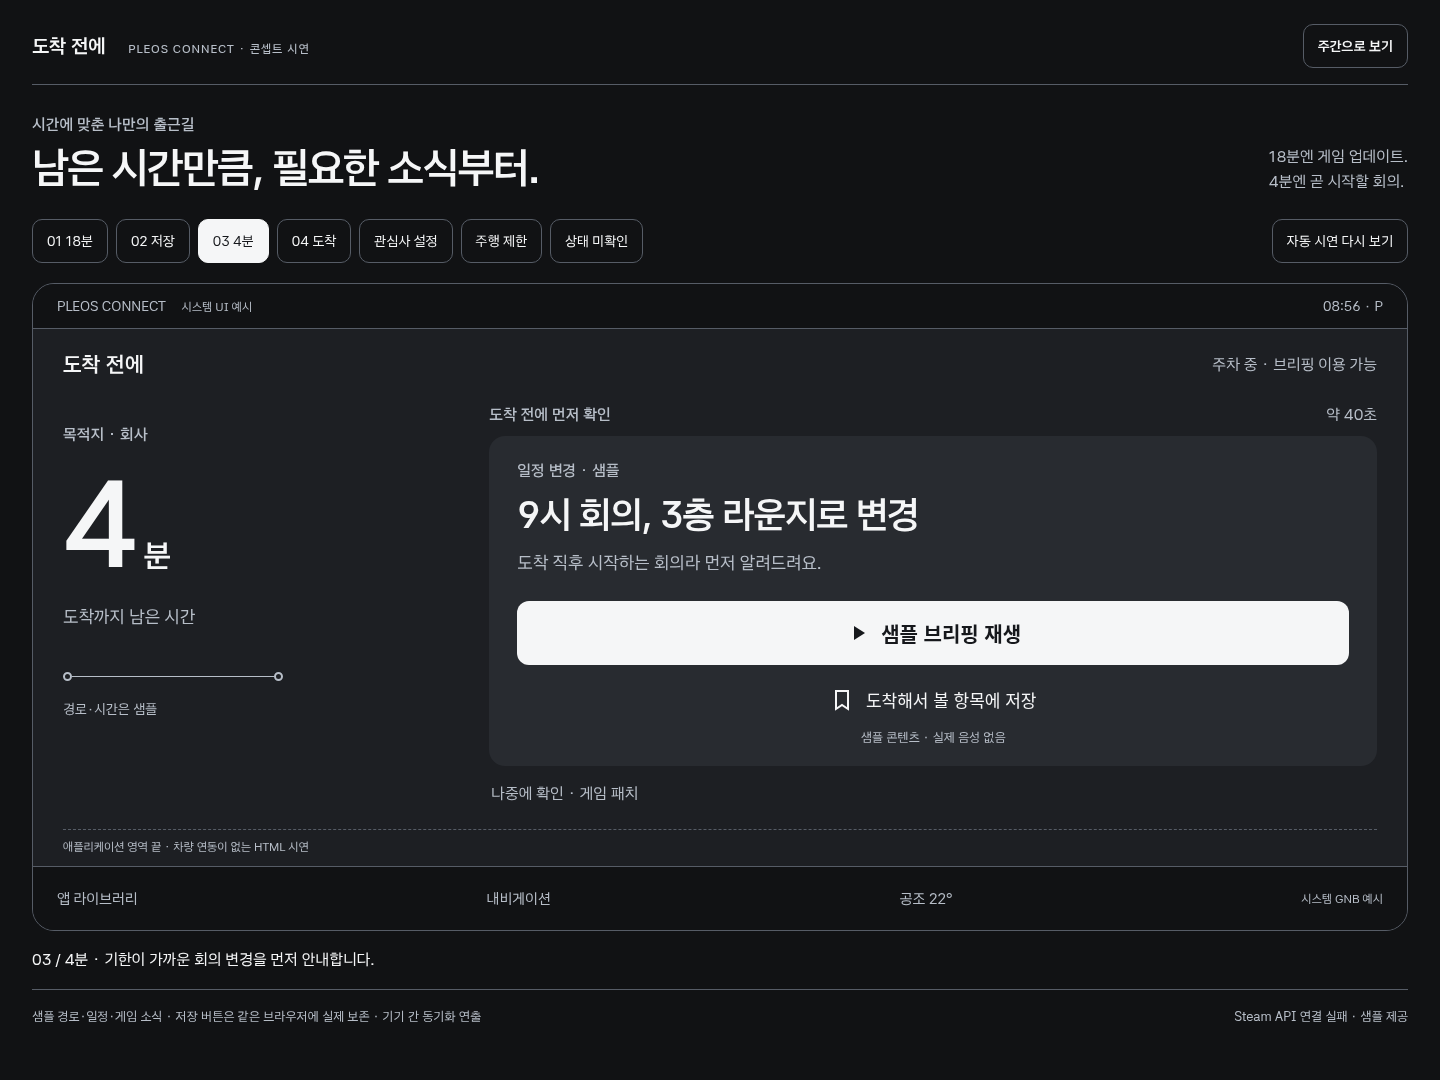 도착 전에
PLEOS CONNECT · 콘셉트 시연
주간으로 보기
시간에 맞춘 나만의 출근길
남은 시간만큼, 필요한 소식부터.
18분엔 게임 업데이트.
4분엔 곧 시작할 회의.
01 18분
02 저장
03 4분
04 도착
관심사 설정
주행 제한
상태 미확인
자동 시연 다시 보기
PLEOS CONNECT
시스템 UI 예시
08:56 · P
도착 전에
주차 중 · 브리핑 이용 가능
목적지 · 회사
4분
도착까지 남은 시간
경로·시간은 샘플
도착 전에 먼저 확인
약 40초
일정 변경 · 샘플
9시 회의, 3층 라운지로 변경
도착 직후 시작하는 회의라 먼저 알려드려요.
샘플 브리핑 재생
도착해서 볼 항목에 저장
샘플 콘텐츠 · 실제 음성 없음
나중에 확인 · 게임 패치
애플리케이션 영역 끝 · 차량 연동이 없는 HTML 시연
앱 라이브러리
내비게이션
공조 22°
시스템 GNB 예시
03 / 4분 · 기한이 가까운 회의 변경을 먼저 안내합니다.
샘플 경로·일정·게임 소식 · 저장 버튼은 같은 브라우저에 실제 보존 · 기기 간 동기화 연출
Steam API 연결 실패 · 샘플 제공